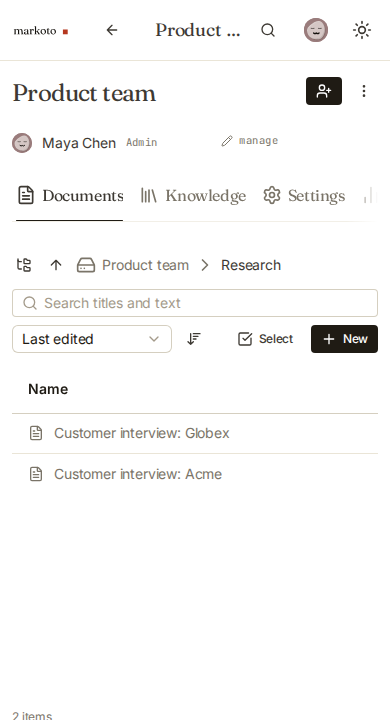 markoto
Product ...
Product team
Maya Chen Admin manage
Documents Knowledge Settings
Product team Research
Search titles and text
Last edited Select New
Name
Customer interview: Globex
Customer interview: Acme
2 items